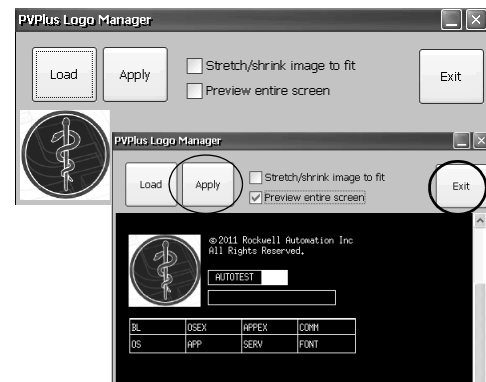 PVPlus Logo Manager
Load Apply Stretch/shrink image to fit
Preview entire screen
Exit
PVPlus Logo Manager
Load Apply Stretch/shrink image to fit
Preview entire screen
Exit
© 2011 Rockwell Automation Inc
All Rights Reserved.
AUTOTEST
BL OSEX APPEX COMM
OS APP SERV FONT